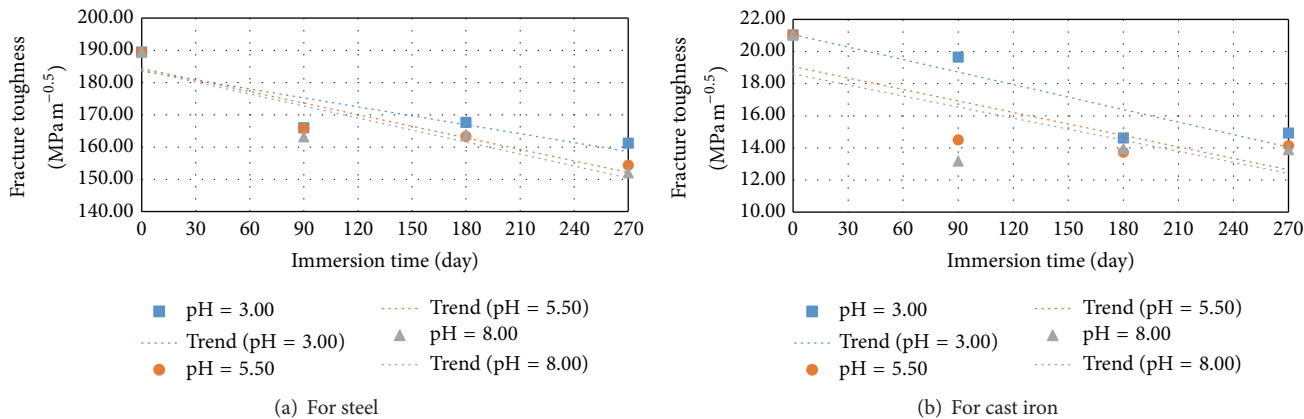 200.00
190.00
180.00
170.00
160.00
150.00
140.00
Fracture toughness
(MPa m−0.5)
0 30 60 90 120 150 180 210 240 270
Immersion time (day)
pH = 3.00
Trend (pH = 3.00)
pH = 5.50
Trend (pH = 5.50)
pH = 8.00
Trend (pH = 8.00)
(a) For steel
22.00
20.00
18.00
16.00
14.00
12.00
10.00
Fracture toughness
(MPa m−0.5)
0 30 60 90 120 150 180 210 240 270
Immersion time (day)
pH = 3.00
Trend (pH = 3.00)
pH = 5.50
Trend (pH = 5.50)
pH = 8.00
Trend (pH = 8.00)
(b) For cast iron